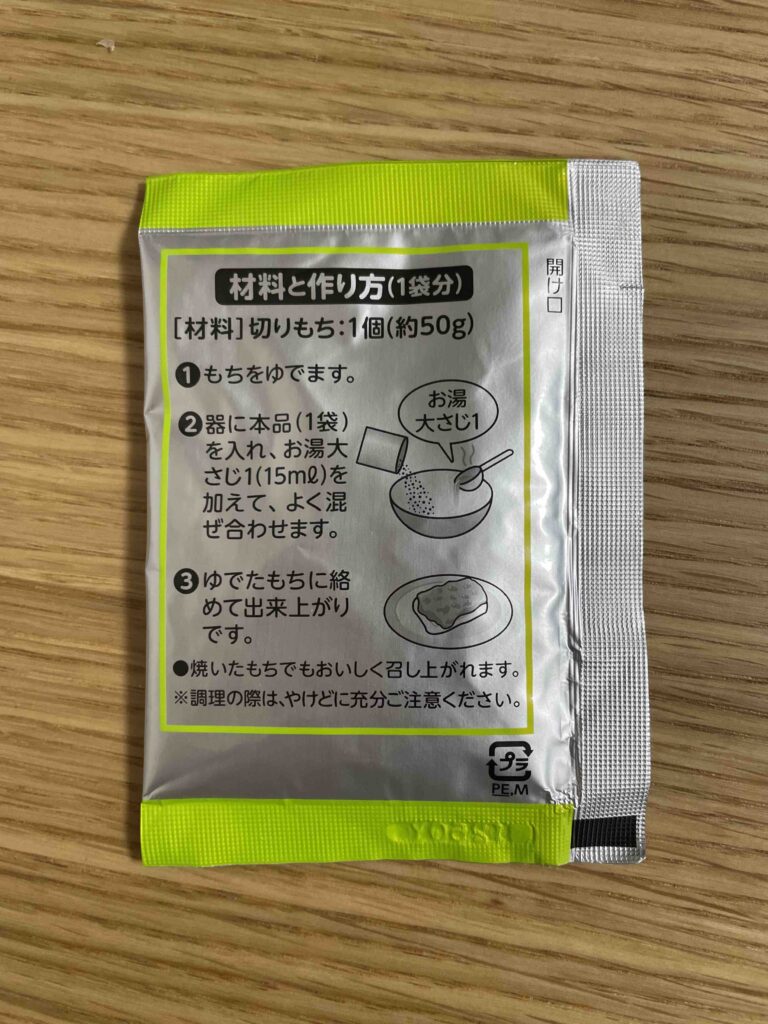 材料と作り方(1袋分)
[材料]切りもち:1個(約50g)
❶もちをゆでます。
❷器に本品(1袋)
を入れ、お湯大
さじ1(15mℓ)を
加えて、よく混
ぜ合わせます。
お湯
大さじ1
❸ゆでたもちに絡
めて出来上がり
です。
●焼いたもちでもおいしく召し上がれます。
※調理の際は、やけどに充分ご注意ください。
開け口
プラ
PE,M